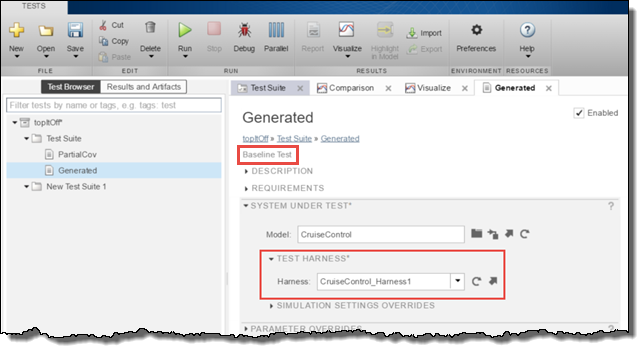 TESTS
New Open Save Cut Copy Paste Delete Run Stop Debug Parallel Report Visualize Highlight in Model Import Export Preferences Help
FILE EDIT RUN RESULTS ENVIRONMENT RESOURCES
Test Browser Results and Artifacts
Filter tests by name or tags, e.g. tags: test
topItOff*
Test Suite
PartialCov
Generated
New Test Suite 1
Test Suite Comparison Visualize Generated
Generated Enabled
topItOff » Test Suite » Generated
Baseline Test
DESCRIPTION
REQUIREMENTS
SYSTEM UNDER TEST* ?
Model: CruiseControl
TEST HARNESS*
Harness: CruiseControl_Harness1
SIMULATION SETTINGS OVERRIDES
PARAMETER OVERRIDES ?